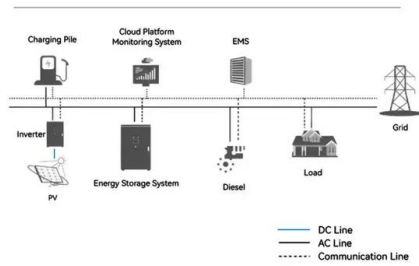 Charging Pile
Cloud Platform
Monitoring System
EMS
Grid
Inverter
PV
Energy Storage System
Diesel
Load
DC Line
AC Line
Communication Line